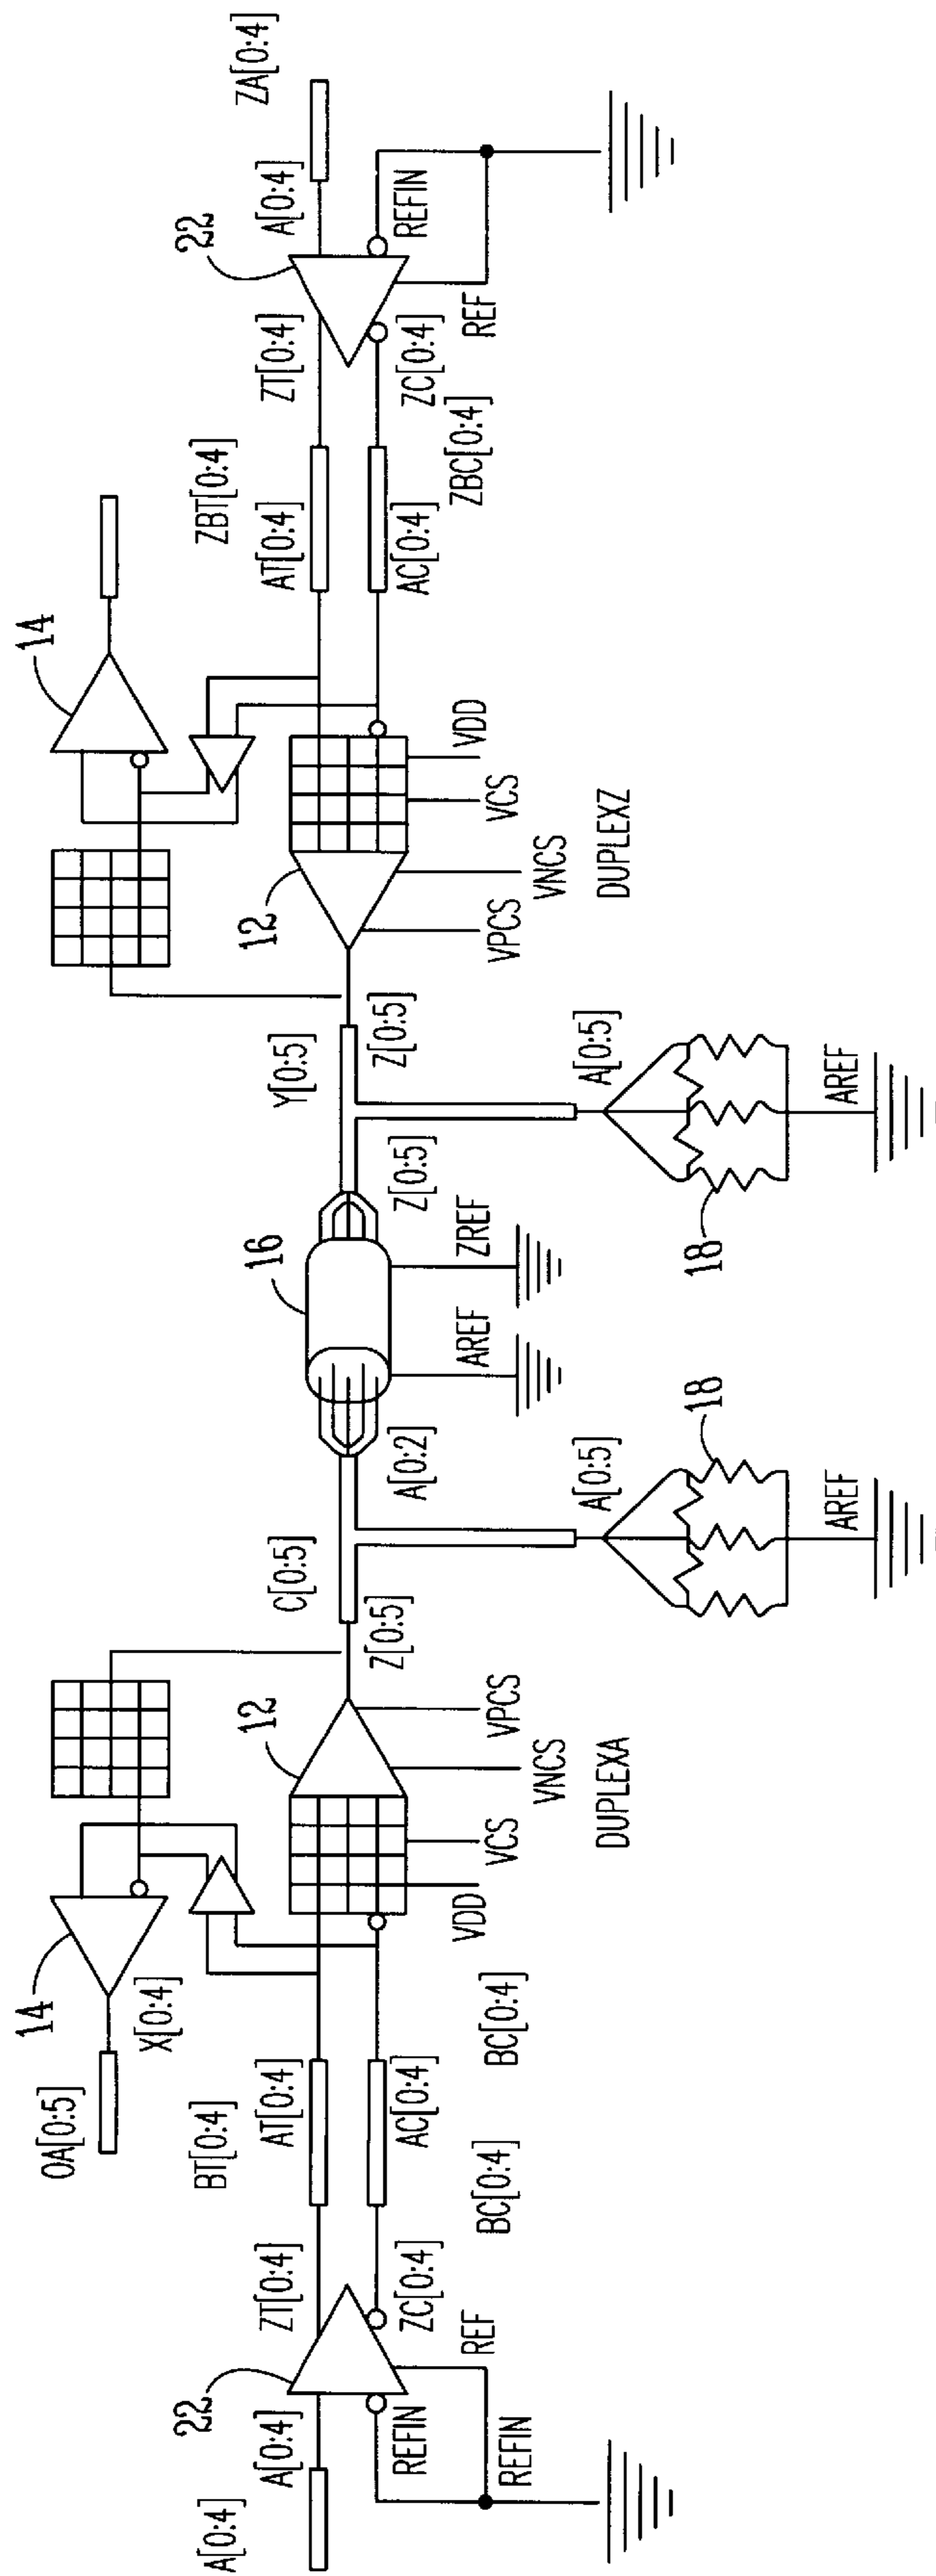 A[0:4]
A[0:4]
22
REFIN
REF
REFIN
ZT[0:4]
ZC[0:4]
BT[0:4]
AT[0:4]
AC[0:4]
BC[0:4]
BC[0:4]
OA[0:5]
X[0:4]
14
12
VDD
VCS
VNCS
VPCS
DUPLEXA
Z[0:5]
C[0:5]
A[0:2]
A[0:5]
18
AREF
16
AREF
ZREF
Z[0:5]
Y[0:5]
Z[0:5]
A[0:5]
18
AREF
12
VPCS
VNCS
VCS
VDD
DUPLEXZ
14
ZBT[0:4]
AT[0:4]
AC[0:4]
ZBC[0:4]
ZT[0:4]
ZC[0:4]
22
REF
REFIN
A[0:4]
ZA[0:4]